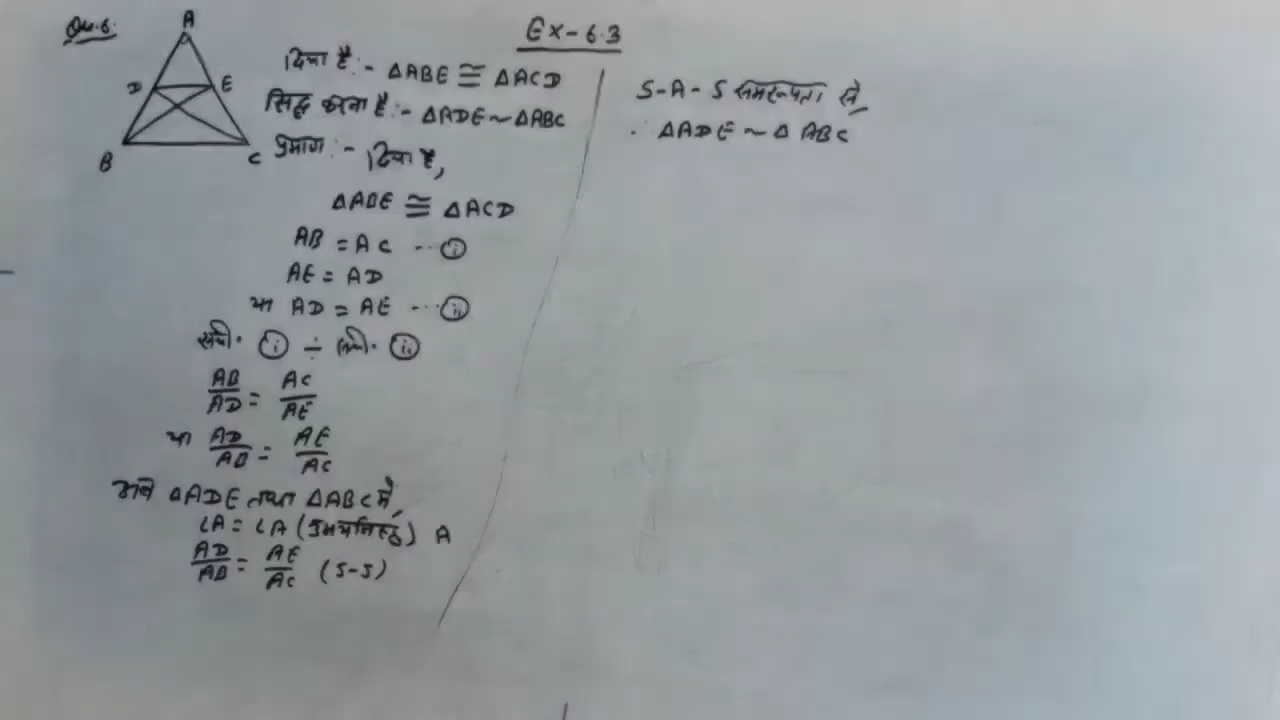 Ex-6.3
Qu.6.
A
D E
B C
दिया है:- ΔABE ≅ ΔACD
सिद्ध करना है:- ΔADE ~ ΔABC
प्रमाण:- दिया है,
ΔABE ≅ ΔACD
AB = AC ... (i)
AE = AD
या AD = AE ... (ii)
समी. (i) ÷ समी. (ii)
AB/AD = AC/AE
या AD/AB = AE/AC
अब ΔADE तथा ΔABC में,
∠A = ∠A (उभयनिष्ठ) A
AD/AB = AE/AC (S-S)
S-A-S समरूपता से,
∴ ΔADE ~ ΔABC